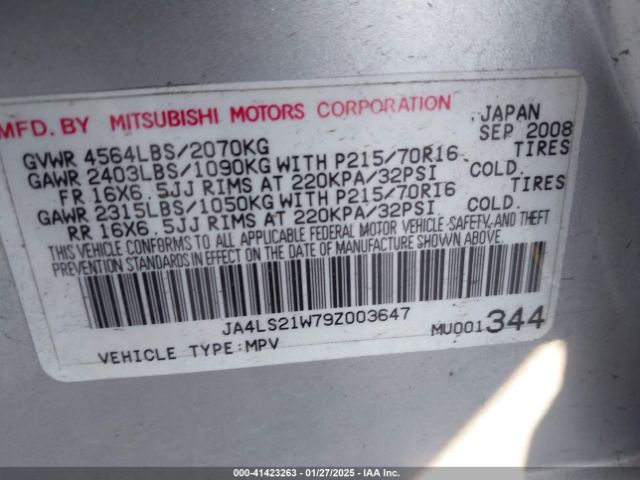 MFD. BY MITSUBISHI MOTORS CORPORATION JAPAN
SEP 2008
GVWR 4564LBS/2070KG
GAWR 2403LBS/1090KG WITH P215/70R16 TIRES
FR 16X6.5JJ RIMS AT 220KPA/32PSI COLD.
GAWR 2315LBS/1050KG WITH P215/70R16 TIRES
RR 16X6.5JJ RIMS AT 220KPA/32PSI COLD.
THIS VEHICLE CONFORMS TO ALL APPLICABLE FEDERAL MOTOR VEHICLE SAFETY, AND THEFT
PREVENTION STANDARDS IN EFFECT ON THE DATE OF MANUFACTURE SHOWN ABOVE.
JA4LS21W79Z003647
MU001344
VEHICLE TYPE:MPV
000-41423263 - 01/27/2025 - IAA Inc.